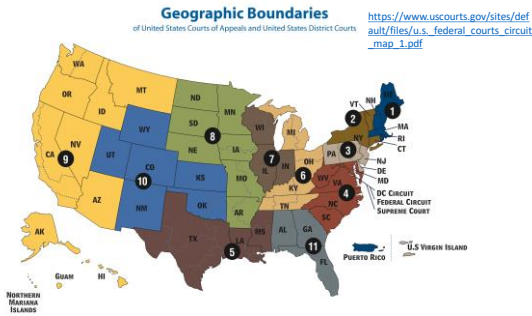 Geographic Boundaries
of United States Courts of Appeals and United States District Courts
https://www.uscourts.gov/sites/def
ault/files/u.s._federal_courts_circuit
_map_1.pdf
WA
MT
ND
MN
VT
NH
ME
1
2
OR
ID
SD
8
WI
MI
NY
MA
RI
CT
WY
NE
IA
7
PA
3
NJ
DE
MD
NV
CA
9
UT
CO
10
KS
MO
IL
IN
OH
6
WV
VA
4
KY
NC
DC CIRCUIT
FEDERAL CIRCUIT
SUPREME COURT
AZ
NM
OK
AR
TN
SC
TX
LA
5
MS
AL
GA
11
FL
AK
GUAM
HI
NORTHERN
MARIANA
ISLANDS
PUERTO RICO
U.S VIRGIN ISLAND